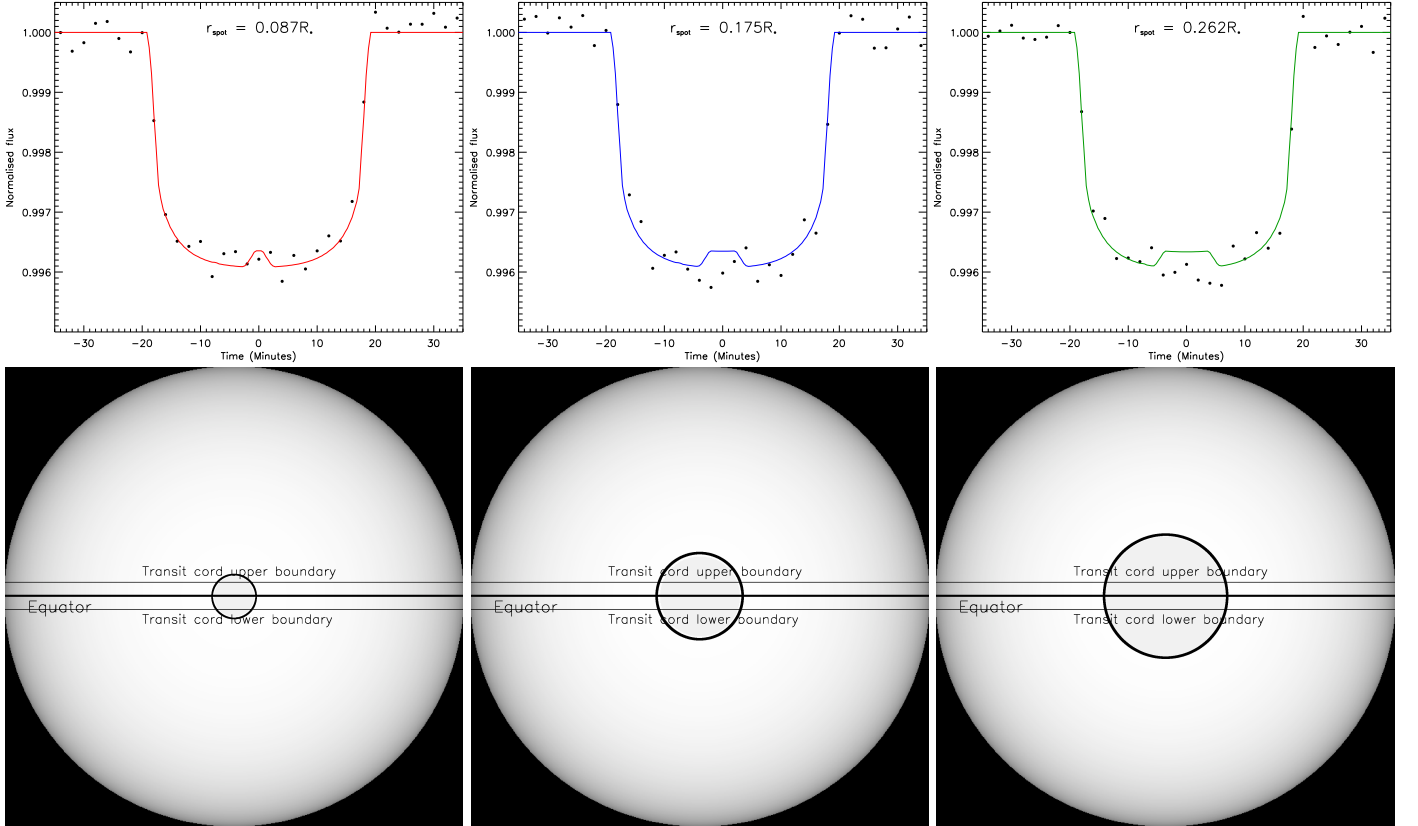 r_spot = 0.087R⋆
1.000
0.999
0.998
0.997
0.996
Normalised flux
−30 −20 −10 0 10 20 30
Time (Minutes)
r_spot = 0.175R⋆
1.000
0.999
0.998
0.997
0.996
Normalised flux
−30 −20 −10 0 10 20 30
Time (Minutes)
r_spot = 0.262R⋆
1.000
0.999
0.998
0.997
0.996
Normalised flux
−30 −20 −10 0 10 20 30
Time (Minutes)
Transit cord upper boundary
Equator
Transit cord lower boundary
Transit cord upper boundary
Equator
Transit cord lower boundary
Transit cord upper boundary
Equator
Transit cord lower boundary